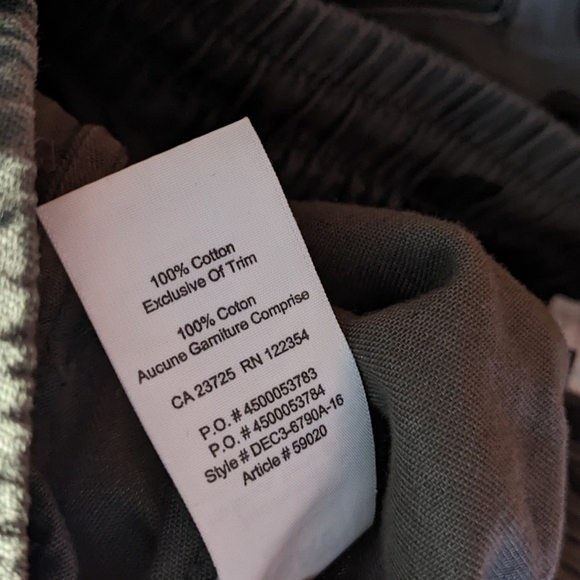 100% Cotton
Exclusive Of Trim
100% Coton
Aucune Garniture Comprise
CA 23725 RN 122354
P.O. # 4500053783
P.O. # 4500053784
Style # DEC3-6790A-16
Article # 59020